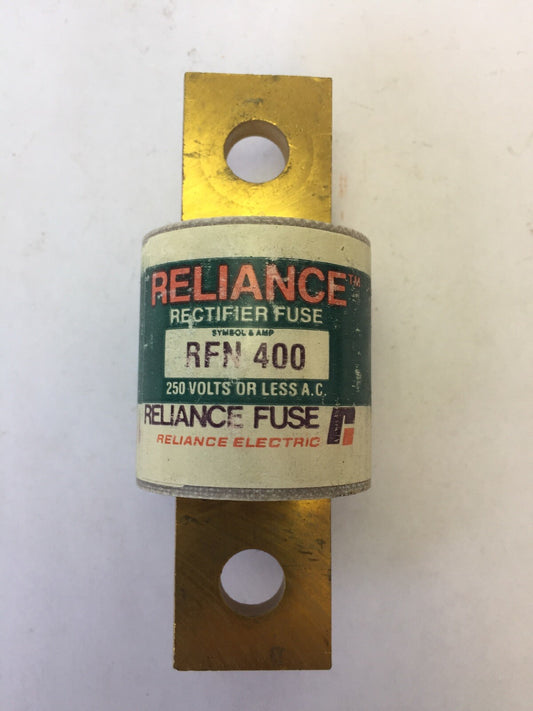 RELIANCE™
RECTIFIER FUSE
SYMBOL & AMP
RFN 400
250 VOLTS OR LESS A.C.
RELIANCE FUSE
RELIANCE ELECTRIC